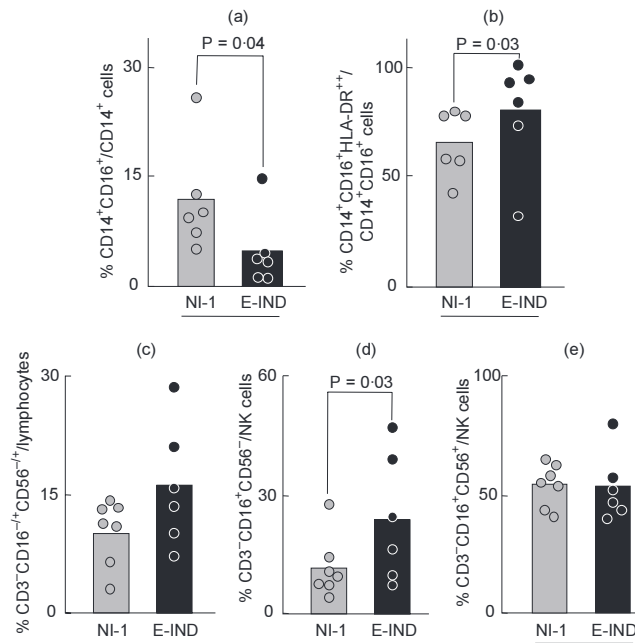 (a)
P = 0·04
30
15
0
% CD14⁺CD16⁺/CD14⁺ cells
NI-1 E-IND
(b)
P = 0·03
100
50
0
% CD14⁺CD16⁺HLA-DR⁺⁺/
CD14⁺CD16⁺ cells
NI-1 E-IND
(c)
30
15
0
% CD3⁻CD16⁻/⁺CD56⁻/⁺/lymphocytes
NI-1 E-IND
(d)
P = 0·03
60
30
0
% CD3⁻CD16⁺CD56⁻/NK cells
NI-1 E-IND
(e)
100
50
0
% CD3⁻CD16⁺CD56⁺/NK cells
NI-1 E-IND